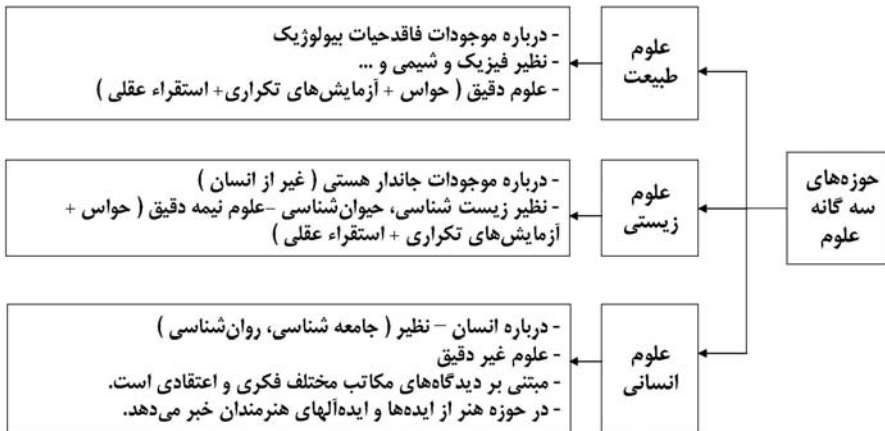 حوزه‌های
سه گانه
علوم
علوم
طبیعت
- درباره موجودات فاقدحیات بیولوژیک
- نظیر فیزیک و شیمی و ...
- علوم دقیق ( حواس + آزمایش‌های تکراری+ استقراء عقلی )
علوم
زیستی
- درباره موجودات جاندار هستی ( غیر از انسان )
- نظیر زیست شناسی، حیوان‌شناسی –علوم نیمه دقیق ( حواس +
آزمایش‌های تکراری + استقراء عقلی )
علوم
انسانی
- درباره انسان – نظیر ( جامعه شناسی، روان‌شناسی )
- علوم غیر دقیق
- مبتنی بر دیدگاه‌های مکاتب مختلف فکری و اعتقادی است.
- در حوزه هنر از ایده‌ها و ایده‌آلهای هنرمندان خبر می‌دهد.